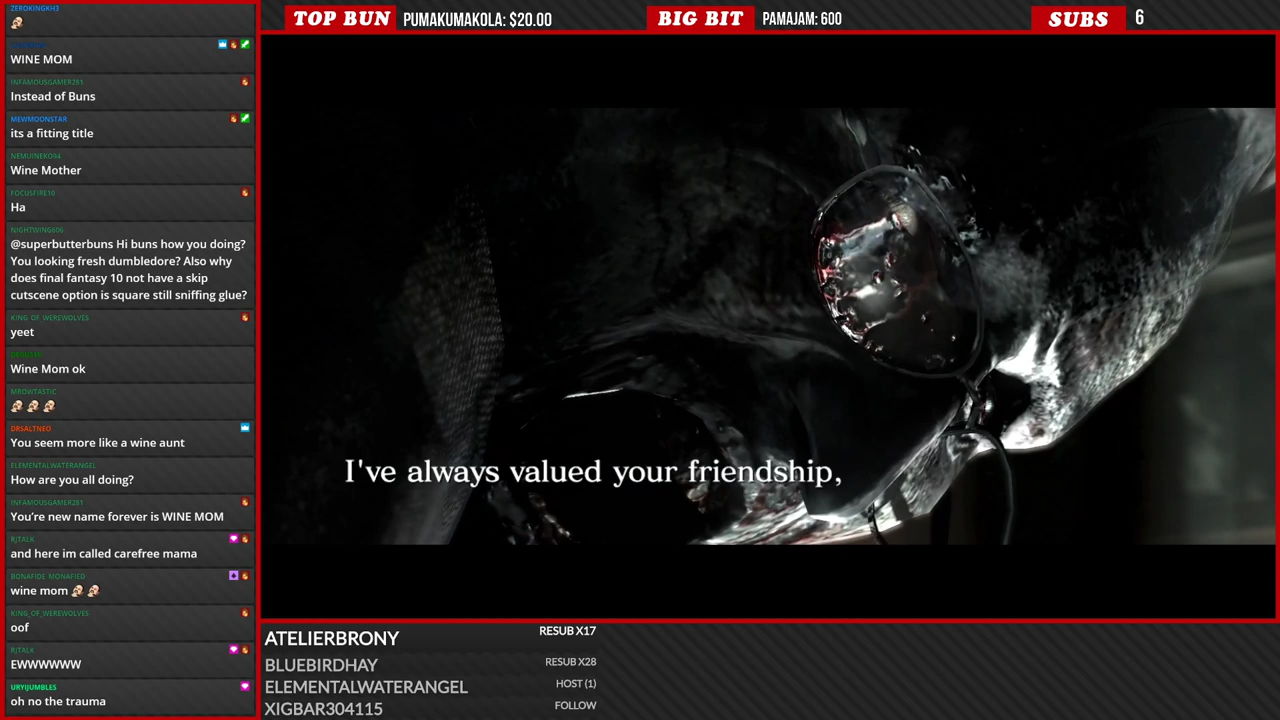 ZEROKINGKH3
WINE MOM
INFAMOUSGAMER281
Instead of Buns
MEWMOONSTAR
its a fitting title
NEMUINEKO94
Wine Mother
FOCUSFIRE10
Ha
NIGHTWING606
@superbutterbuns Hi buns how you doing?
You looking fresh dumbledore? Also why
does final fantasy 10 not have a skip
cutscene option is square still sniffing glue?
KING_OF_WEREWOLVES
yeet
Wine Mom ok
MROWTASTIC
DRSALTNEO
You seem more like a wine aunt
ELEMENTALWATERANGEL
How are you all doing?
INFAMOUSGAMER281
You're new name forever is WINE MOM
RJTALK
and here im called carefree mama
BONAFIDE_MONAFIED
wine mom
KING_OF_WEREWOLVES
oof
RJTALK
EWWWWWW
URYIJUMBLES
oh no the trauma
TOP BUN PUMAKUMAKOLA: $20.00 BIG BIT PAMAJAM: 600 SUBS 6
I've always valued your friendship,
ATELIERBRONY RESUB X17
BLUEBIRDHAY RESUB X28
ELEMENTALWATERANGEL HOST (1)
XIGBAR304115 FOLLOW